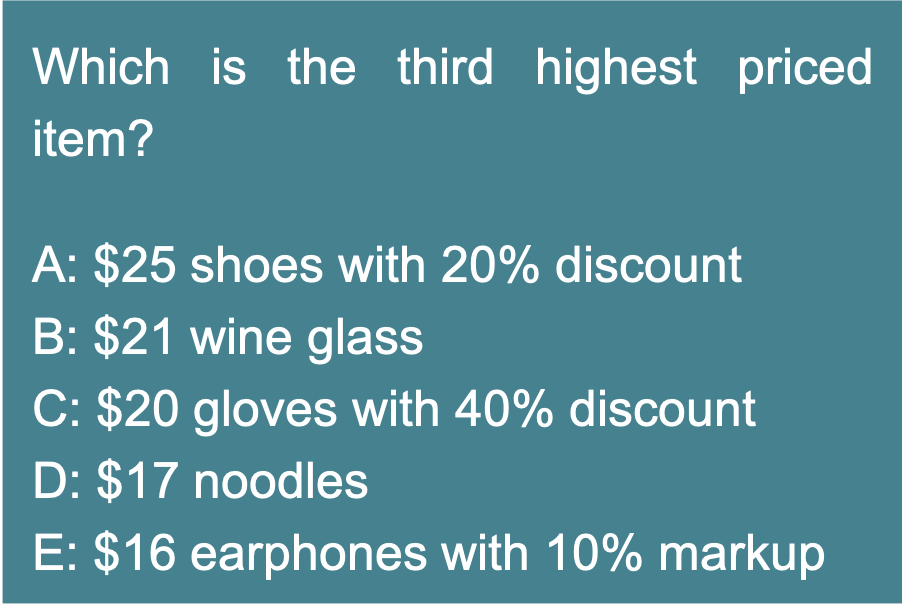 Which is the third highest priced
item?
A: $25 shoes with 20% discount
B: $21 wine glass
C: $20 gloves with 40% discount
D: $17 noodles
E: $16 earphones with 10% markup